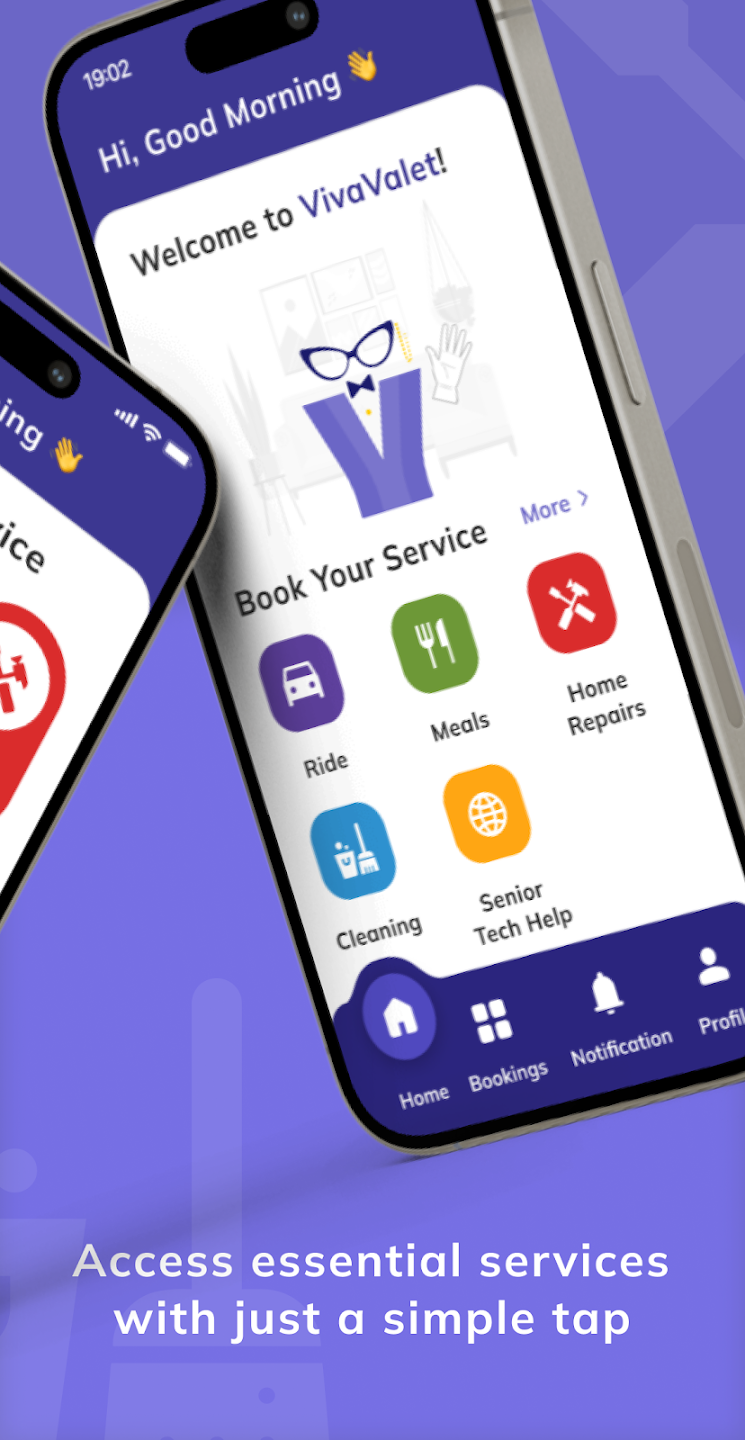 19:02
Hi, Good Morning 👋
Welcome to VivaValet!
ing 👋
ice
Book Your Service
More >
Ride
Meals
Home
Repairs
Cleaning
Senior
Tech Help
Home
Bookings
Notification
Profil
Access essential services
with just a simple tap